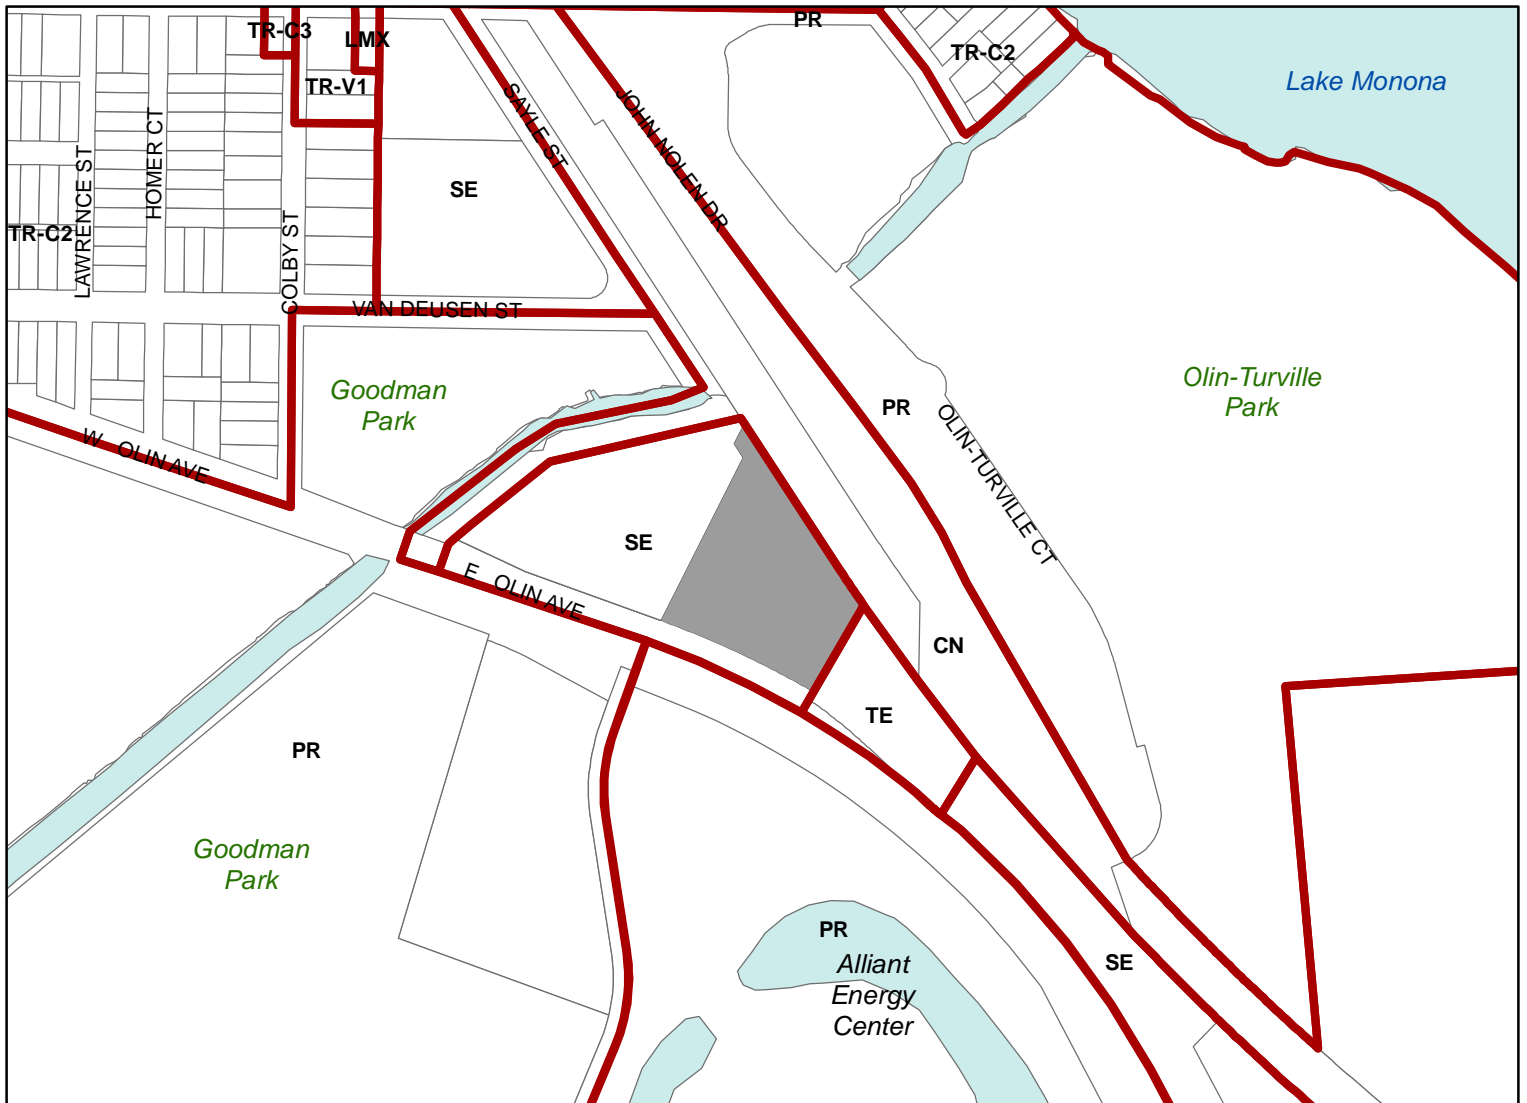 PR
TR-C3
LMX
TR-C2
Lake Monona
TR-V1
SAYLE ST
JOHN NOLEN DR
HOMER CT
LAWRENCE ST
SE
TR-C2
COLBY ST
VAN DEUSEN ST
Goodman
Park
Olin-Turville
Park
PR
OLIN-TURVILLE CT
W OLIN AVE
SE
E OLIN AVE
CN
TE
PR
Goodman
Park
PR
Alliant
Energy
Center
SE